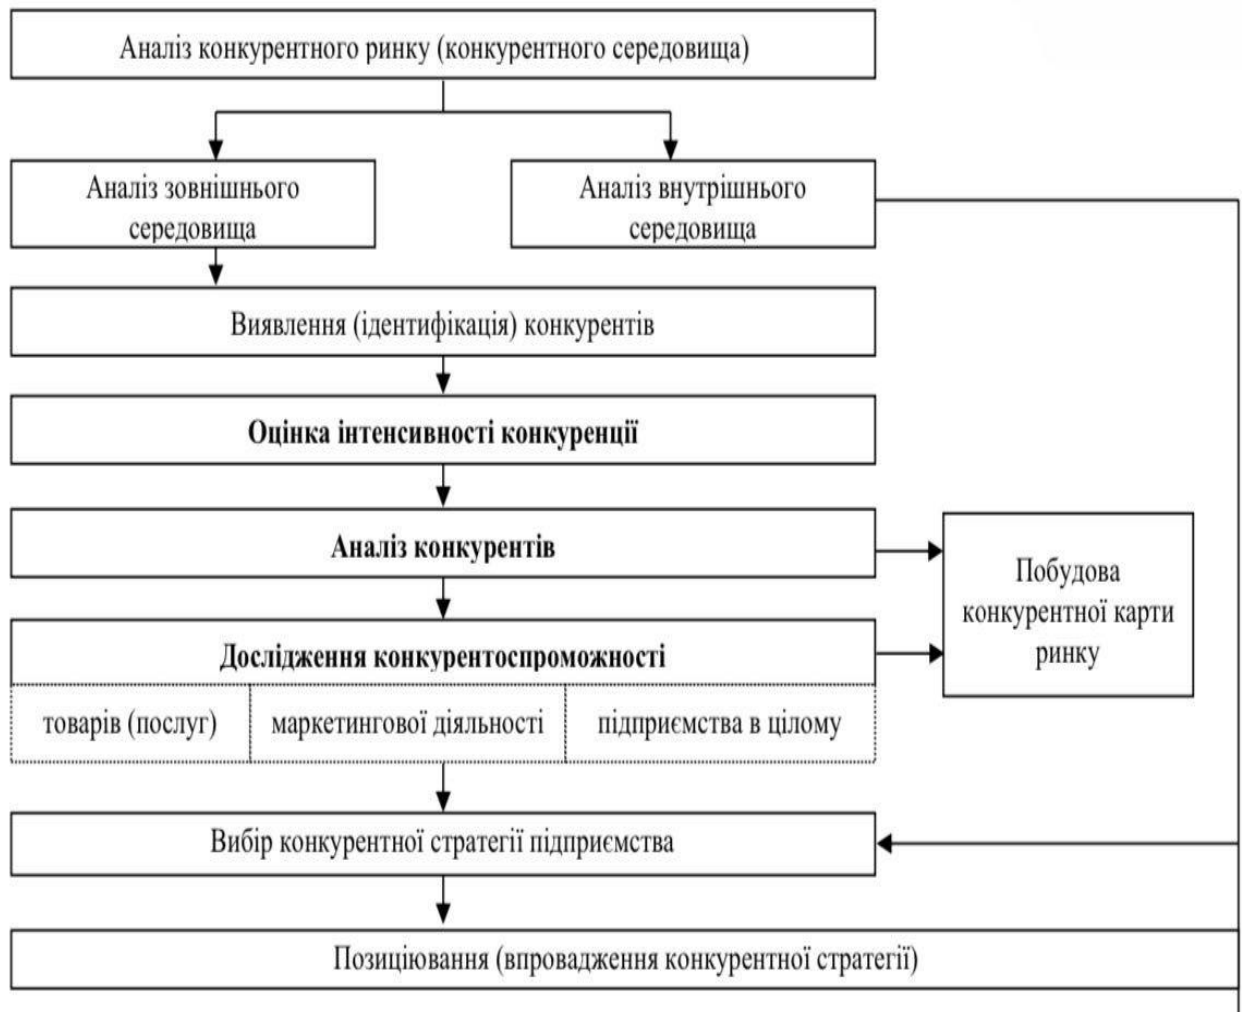 Аналіз конкурентного ринку (конкурентного середовища)
Аналіз зовнішнього
середовища
Аналіз внутрішнього
середовища
Виявлення (ідентифікація) конкурентів
Оцінка інтенсивності конкуренції
Аналіз конкурентів
Побудова
конкурентної карти
ринку
Дослідження конкурентоспроможності
товарів (послуг)
маркетингової діяльності
підприємства в цілому
Вибір конкурентної стратегії підприємства
Позиціювання (впровадження конкурентної стратегії)